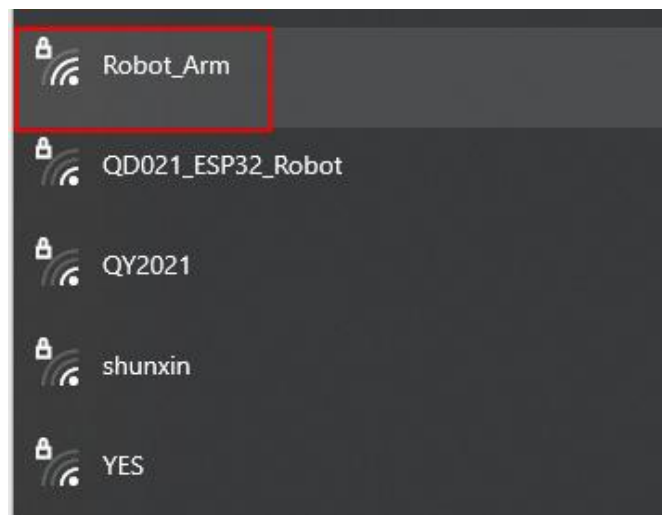 Robot_Arm
QD021_ESP32_Robot
QY2021
shunxin
YES